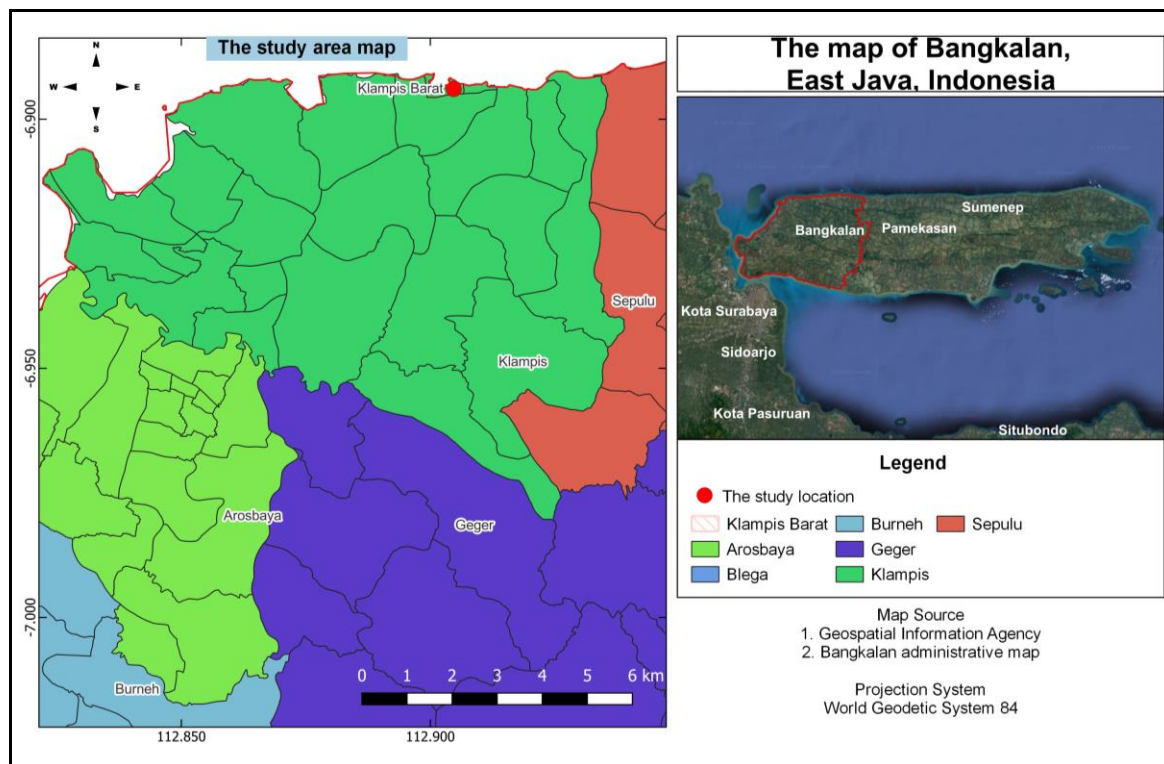 The study area map
N
W
E
S
Klampis Barat
Sepulu
Klampis
Arosbaya
Geger
Burneh
-6.900
-6.950
-7.000
112.850
112.900
0 1 2 3 4 5 6 km
The map of Bangkalan,
East Java, Indonesia
Sumenep
Bangkalan
Pamekasan
Kota Surabaya
Sidoarjo
Kota Pasuruan
Situbondo
Legend
The study location
Klampis Barat
Burneh
Sepulu
Arosbaya
Geger
Blega
Klampis
Map Source
1. Geospatial Information Agency
2. Bangkalan administrative map
Projection System
World Geodetic System 84